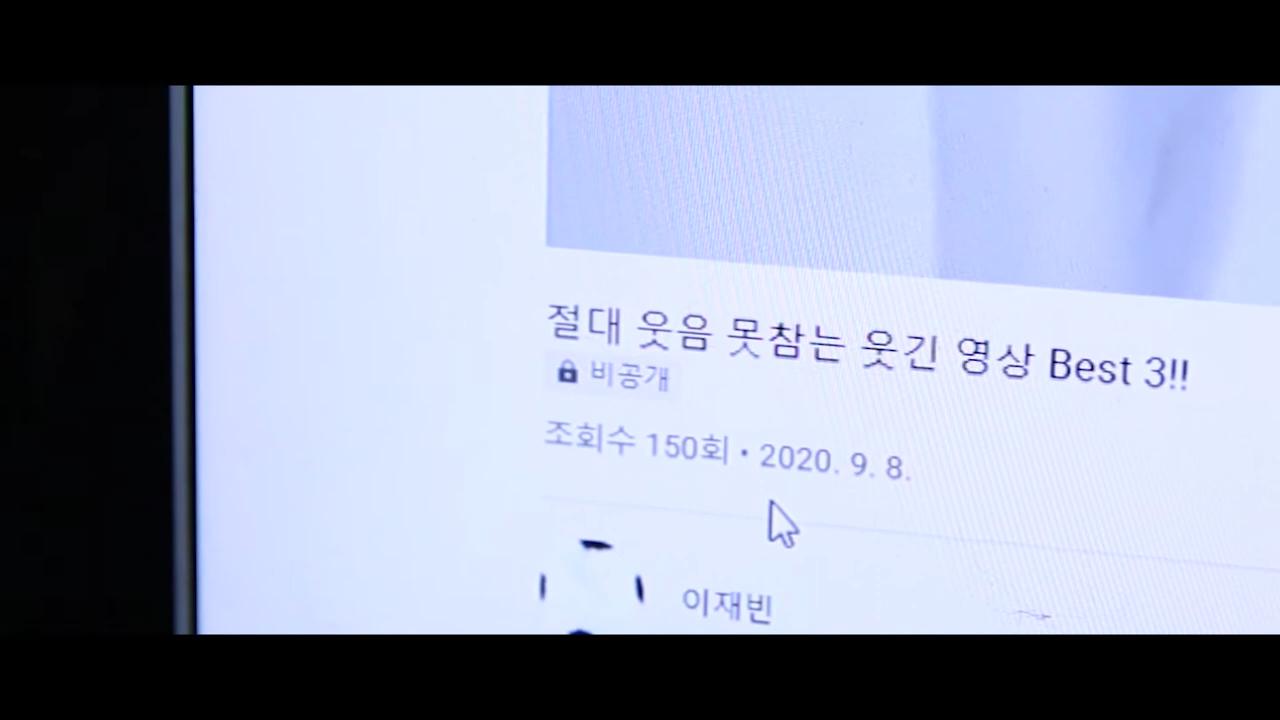 절대 웃음 못참는 웃긴 영상 Best 3!!
비공개
조회수 150회 • 2020. 9. 8.
이재빈